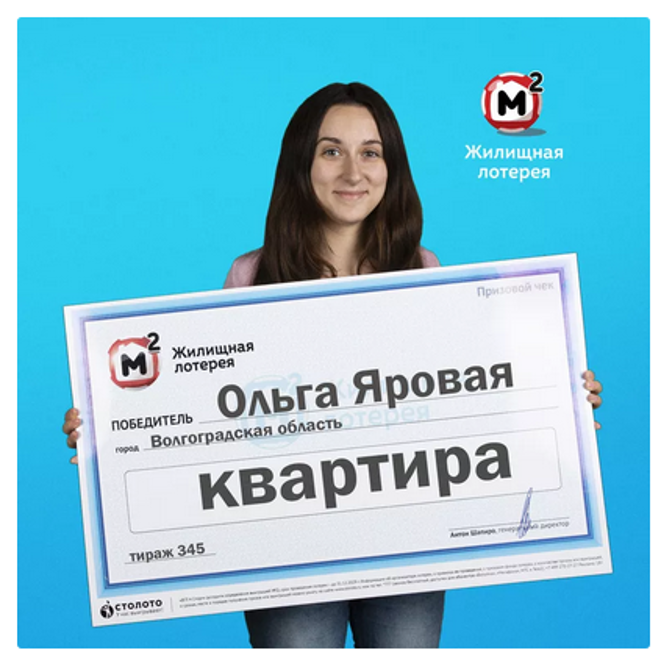 М2
Жилищная
лотерея
Призовой чек
М2
Жилищная
лотерея
ПОБЕДИТЕЛЬ Ольга Яровая
город Волгоградская область
квартира
Антон Шапиро, генеральный директор
тираж 345
СТОЛОТО